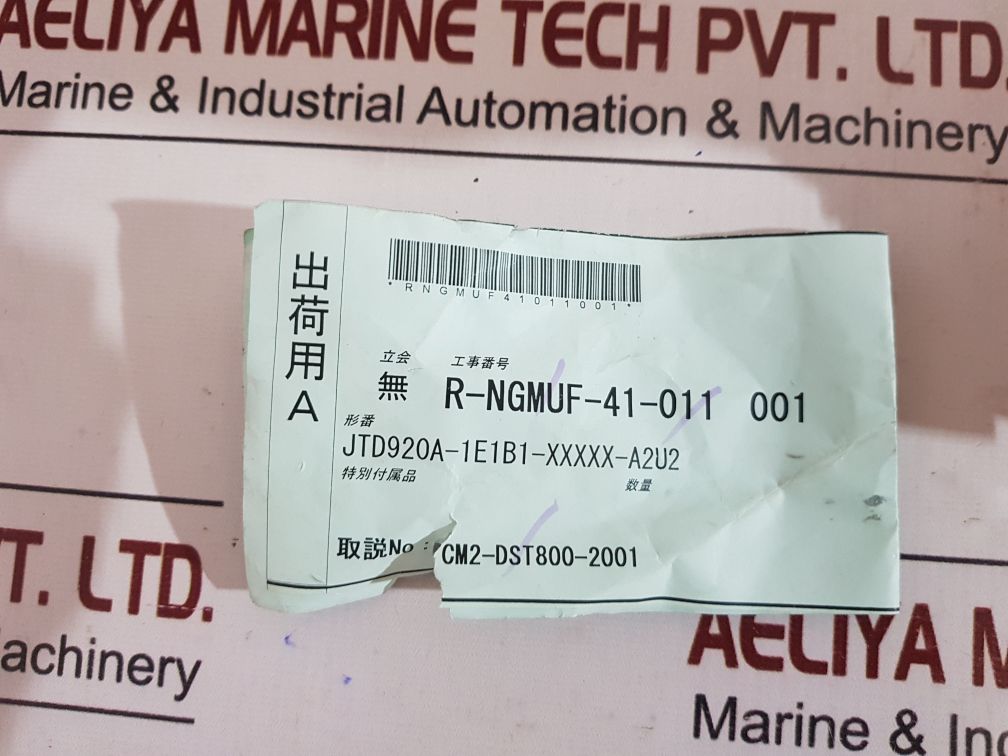 AELIYA MARINE TECH PVT. LTD.
Marine & Industrial Automation & Machinery
出荷用A
*RNGMUF41011001*
立会 工事番号
無 R-NGMUF-41-011 001
形番
JTD920A-1E1B1-XXXXX-A2U2
特別付属品 数量
取説No : CM2-DST800-2001
T. LTD.
achinery
AELIYA M
Marine & In